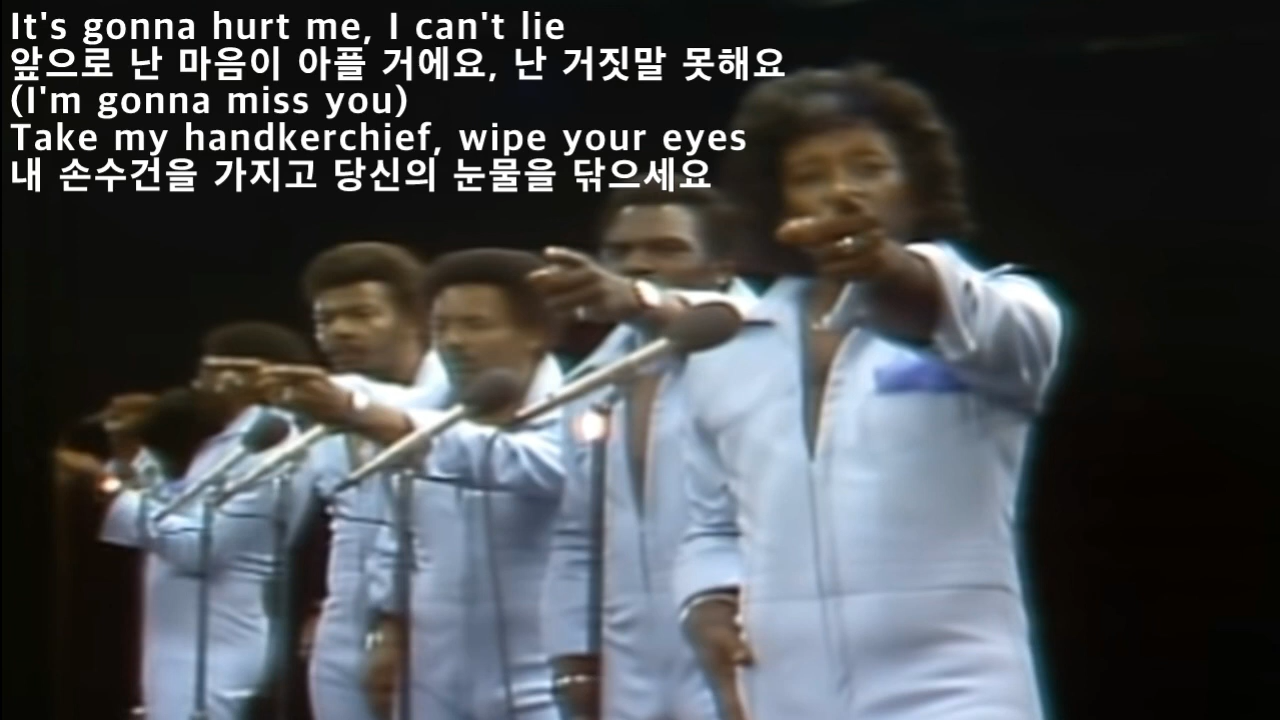 It's gonna hurt me, I can't lie
앞으로 난 마음이 아플 거에요, 난 거짓말 못해요
(I'm gonna miss you)
Take my handkerchief, wipe your eyes
내 손수건을 가지고 당신의 눈물을 닦으세요